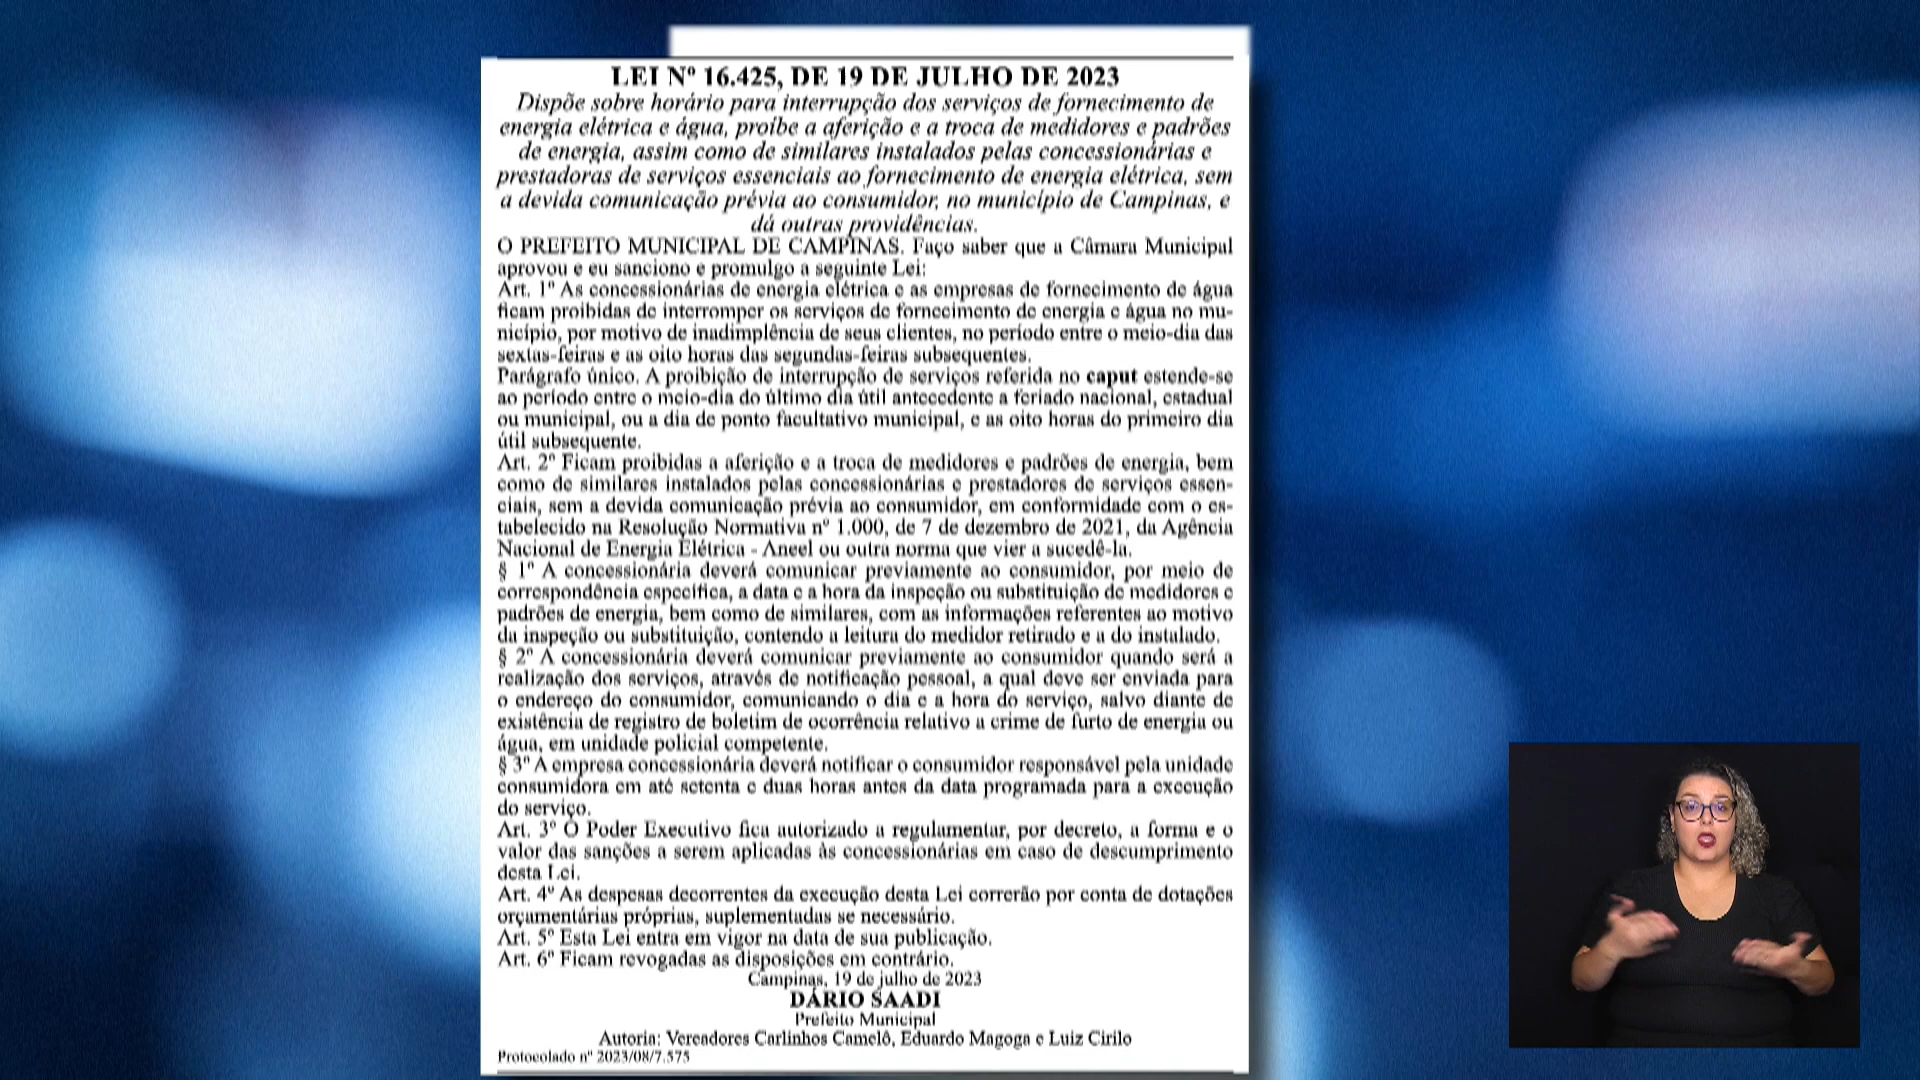 LEI Nº 16.425, DE 19 DE JULHO DE 2023
Dispõe sobre horário para interrupção dos serviços de fornecimento de
energia elétrica e água, proíbe a aferição e a troca de medidores e padrões
de energia, assim como de similares instalados pelas concessionárias e
prestadoras de serviços essenciais ao fornecimento de energia elétrica, sem
a devida comunicação prévia ao consumidor, no município de Campinas, e
dá outras providências.
O PREFEITO MUNICIPAL DE CAMPINAS. Faço saber que a Câmara Municipal
aprovou e eu sanciono e promulgo a seguinte Lei:
Art. 1º As concessionárias de energia elétrica e as empresas de fornecimento de água
ficam proibidas de interromper os serviços de fornecimento de energia e água no mu-
nicípio, por motivo de inadimplência de seus clientes, no período entre o meio-dia das
sextas-feiras e as oito horas das segundas-feiras subsequentes.
Parágrafo único. A proibição de interrupção de serviços referida no caput estende-se
ao período entre o meio-dia do último dia útil antecedente a feriado nacional, estadual
ou municipal, ou a dia de ponto facultativo municipal, e as oito horas do primeiro dia
útil subsequente.
Art. 2º Ficam proibidas a aferição e a troca de medidores e padrões de energia, bem
como de similares instalados pelas concessionárias e prestadores de serviços essen-
ciais, sem a devida comunicação prévia ao consumidor, em conformidade com o es-
tabelecido na Resolução Normativa nº 1.000, de 7 de dezembro de 2021, da Agência
Nacional de Energia Elétrica - Aneel ou outra norma que vier a sucedê-la.
§ 1º A concessionária deverá comunicar previamente ao consumidor, por meio de
correspondência específica, a data e a hora da inspeção ou substituição de medidores e
padrões de energia, bem como de similares, com as informações referentes ao motivo
da inspeção ou substituição, contendo a leitura do medidor retirado e a do instalado.
§ 2º A concessionária deverá comunicar previamente ao consumidor quando será a
realização dos serviços, através de notificação pessoal, a qual deve ser enviada para
o endereço do consumidor, comunicando o dia e a hora do serviço, salvo diante de
existência de registro de boletim de ocorrência relativo a crime de furto de energia ou
água, em unidade policial competente.
§ 3º A empresa concessionária deverá notificar o consumidor responsável pela unidade
consumidora em até setenta e duas horas antes da data programada para a execução
do serviço.
Art. 3º O Poder Executivo fica autorizado a regulamentar, por decreto, a forma e o
valor das sanções a serem aplicadas às concessionárias em caso de descumprimento
desta Lei.
Art. 4º As despesas decorrentes da execução desta Lei correrão por conta de dotações
orçamentárias próprias, suplementadas se necessário.
Art. 5º Esta Lei entra em vigor na data de sua publicação.
Art. 6º Ficam revogadas as disposições em contrário.
Campinas, 19 de julho de 2023
DÁRIO SAADI
Prefeito Municipal
Autoria: Vereadores Carlinhos Camelô, Eduardo Magoga e Luiz Cirilo
Protocolado nº 2023/08/7.575